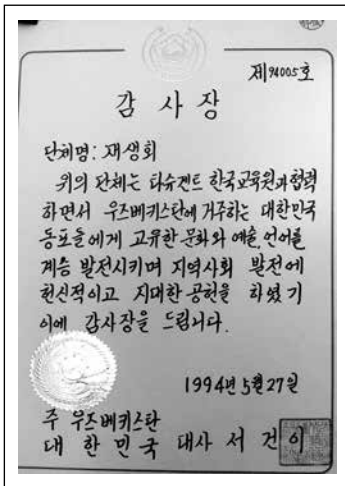 제94005호
감 사 장
단체명: 재생회
위의 단체는 타슈켄트 한국교육원과 협력
하면서 우즈베키스탄에 거주하는 대한민국
동포들에게 고유한 문화와 예술, 언어를
계승 발전시키며 지역사회 발전에
헌신적이고 지대한 공헌을 하였기
이에 감사장을 드립니다.
1994년 5월 27일
주 우즈베키스탄
대 한 민 국 대사 서 건 이